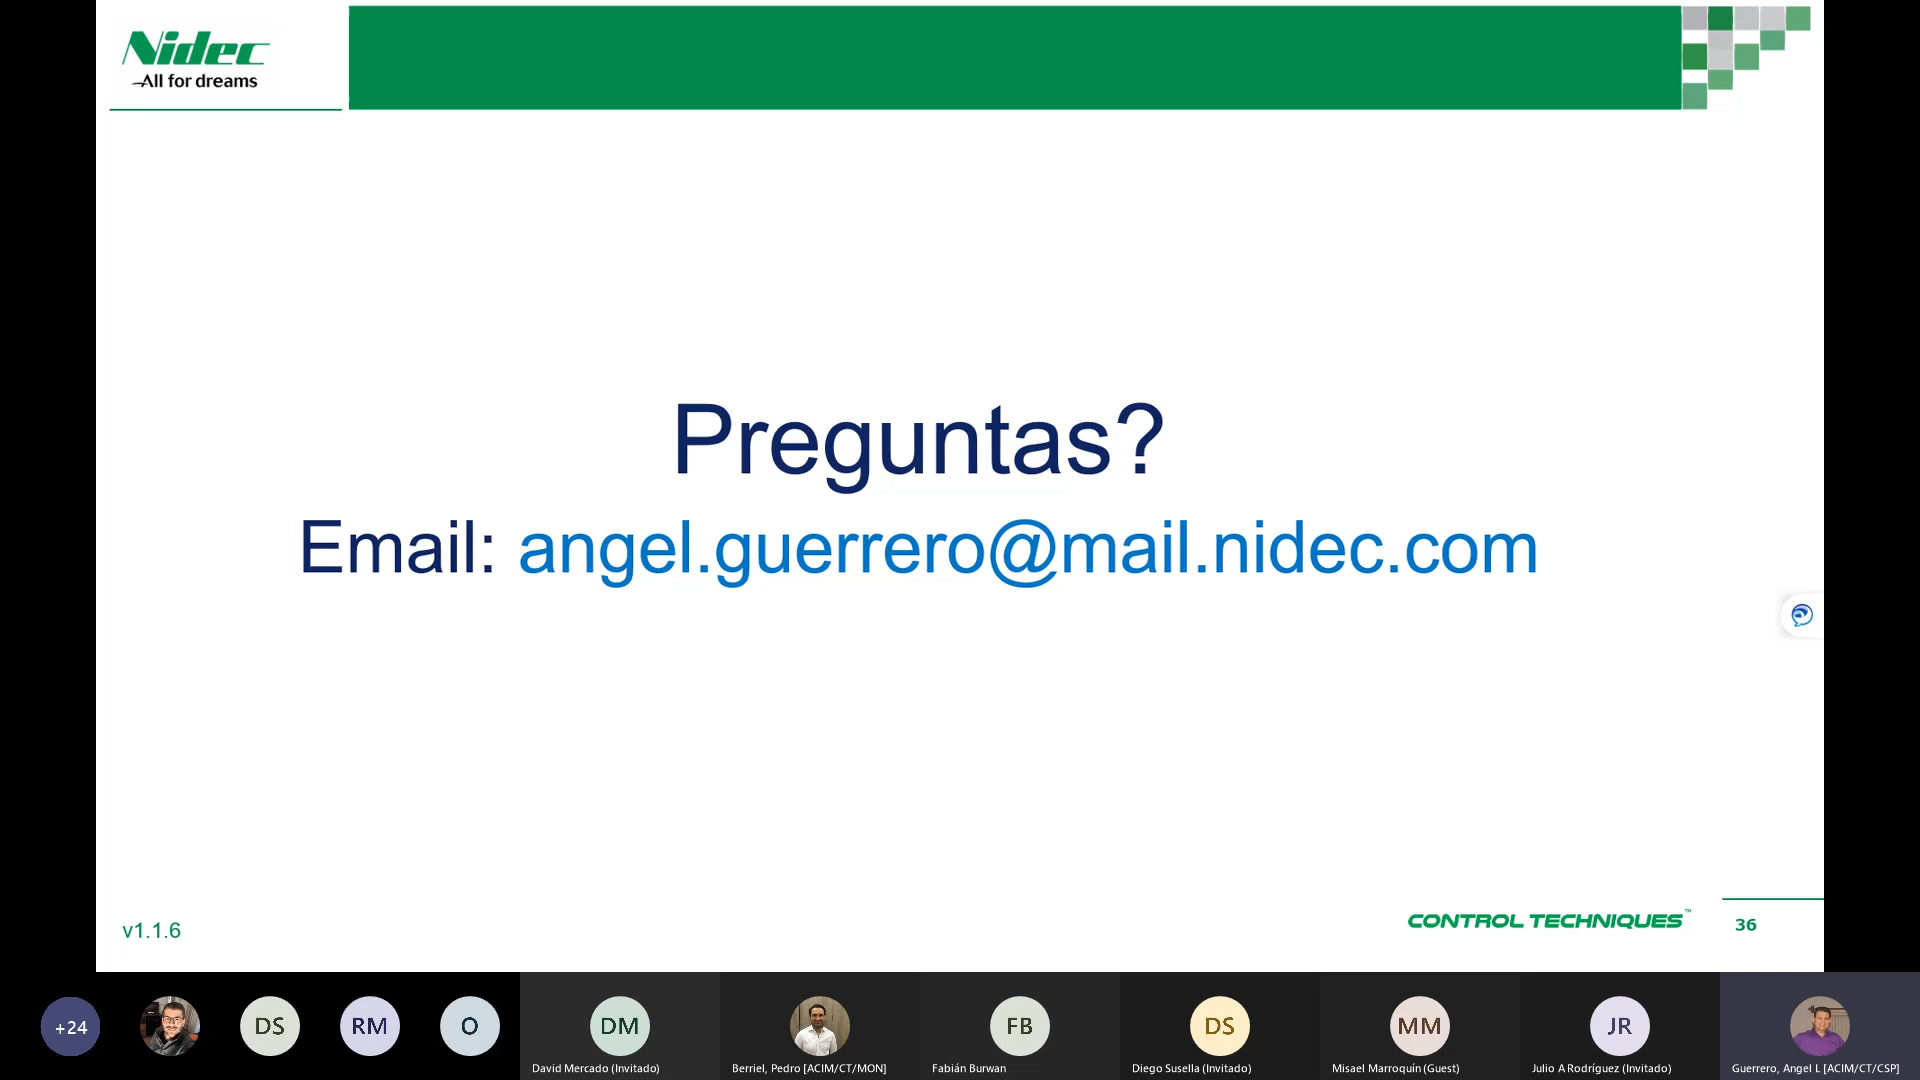 Nidec
All for dreams
Preguntas?
Email: angel.guerrero@mail.nidec.com
v1.1.6
CONTROL TECHNIQUES™
36
+24
DS
RM
O
DM
FB
DS
MM
JR
David Mercado (Invitado)
Berriel, Pedro [ACIM/CT/MON]
Fabián Burwan
Diego Susella (Invitado)
Misael Marroquín (Guest)
Julio A Rodríguez (Invitado)
Guerrero, Angel L [ACIM/CT/CSP]